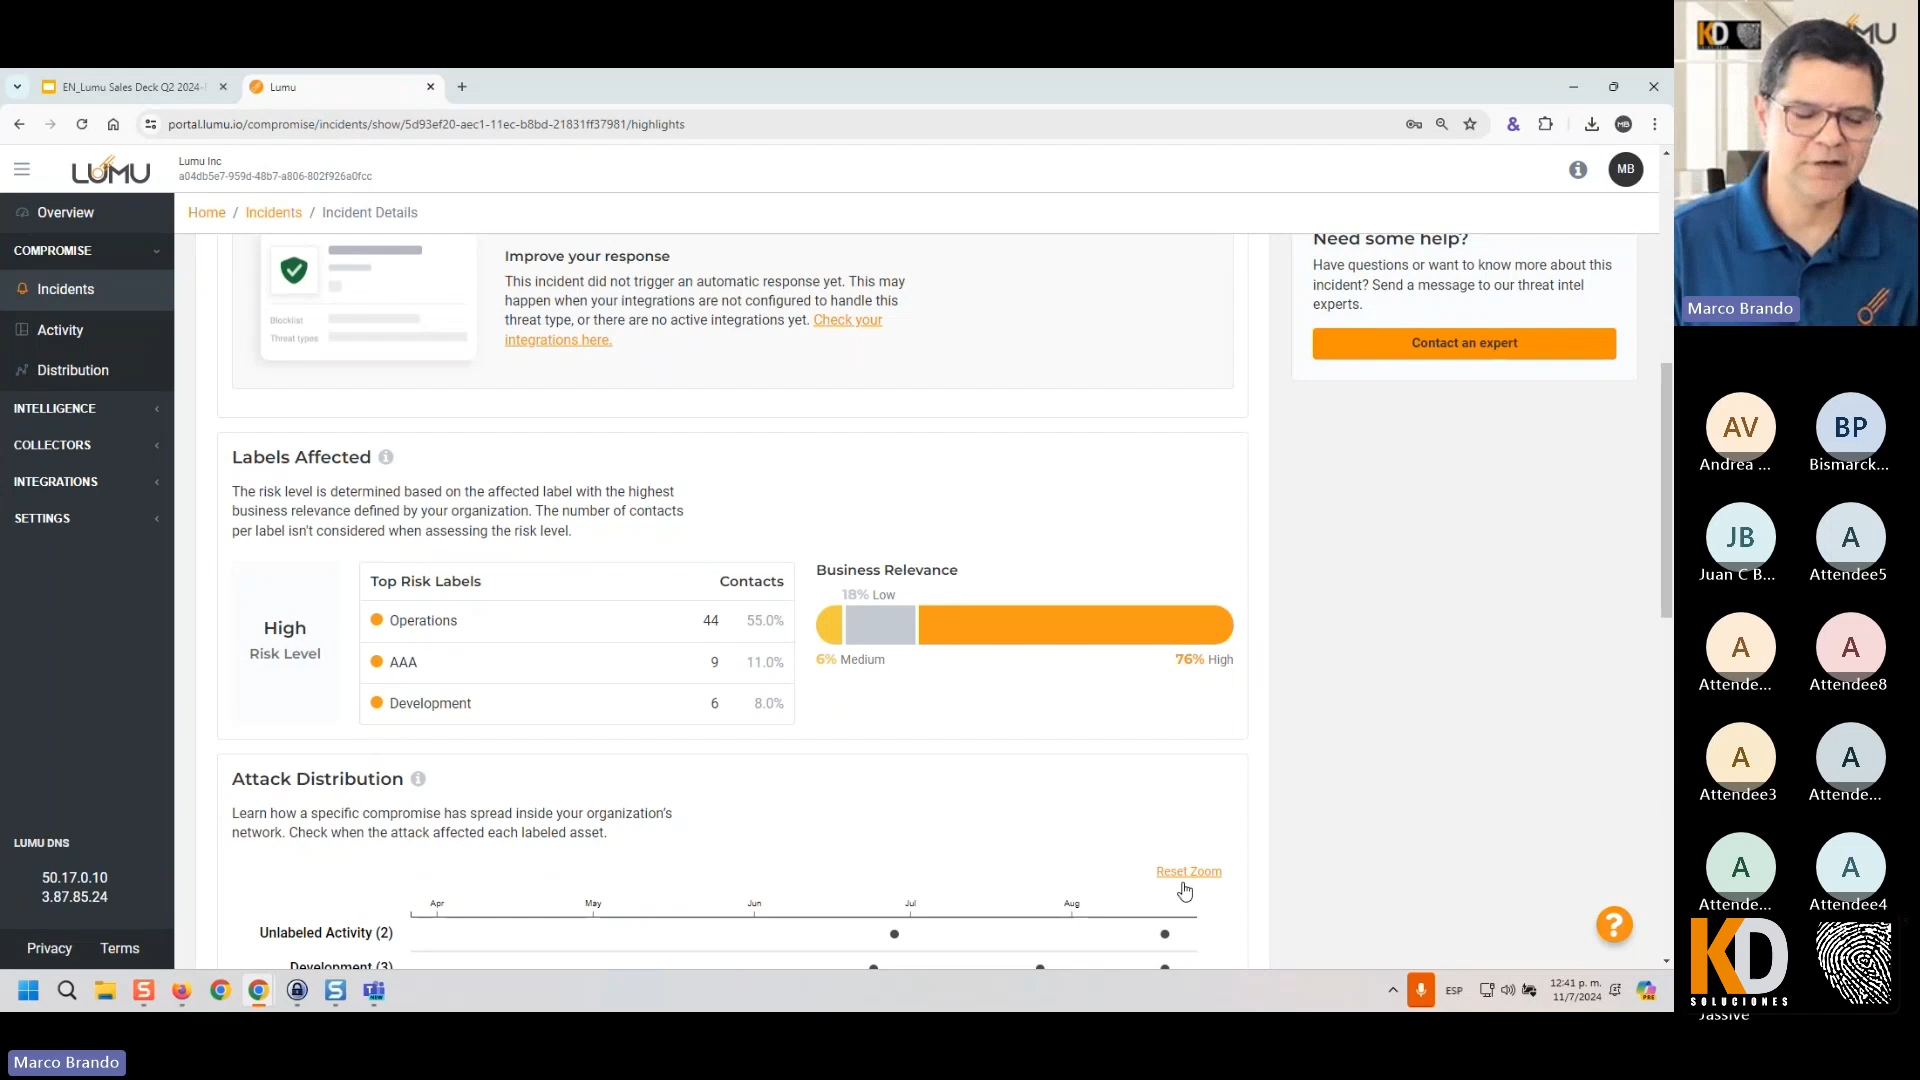 EN_Lumu Sales Deck Q2 2024-
Lumu
portal.lumu.io/compromise/incidents/show/5d93ef20-aec1-11ec-b8bd-21831ff37981/highlights
MB
LUMU
Lumu Inc
a04db5e7-959d-48b7-a806-802f926a0fcc
MB
Overview
COMPROMISE
Incidents
Activity
Distribution
INTELLIGENCE
COLLECTORS
INTEGRATIONS
SETTINGS
LUMU DNS
50.17.0.10
3.87.85.24
Privacy Terms
Home / Incidents / Incident Details
Blocklist
Threat types
Improve your response
This incident did not trigger an automatic response yet. This may
happen when your integrations are not configured to handle this
threat type, or there are no active integrations yet. Check your
integrations here.
Need some help?
Have questions or want to know more about this
incident? Send a message to our threat intel
experts.
Contact an expert
Labels Affected
The risk level is determined based on the affected label with the highest
business relevance defined by your organization. The number of contacts
per label isn't considered when assessing the risk level.
High
Risk Level
Top Risk Labels Contacts
Operations 44 55.0%
AAA 9 11.0%
Development 6 8.0%
Business Relevance
18% Low
6% Medium
76% High
Attack Distribution
Learn how a specific compromise has spread inside your organization's
network. Check when the attack affected each labeled asset.
Reset Zoom
Apr May Jun Jul Aug
Unlabeled Activity (2)
Development (3)
?
ESP
12:41 p. m.
11/7/2024
PRE
NEW
KD
MU
Marco Brando
AV
Andrea ...
BP
Bismarck...
JB
Juan C B...
A
Attendee5
A
Attende...
A
Attendee8
A
Attendee3
A
Attende...
A
Attende...
A
Attendee4
KD
SOLUCIONES
Jassive
Marco Brando